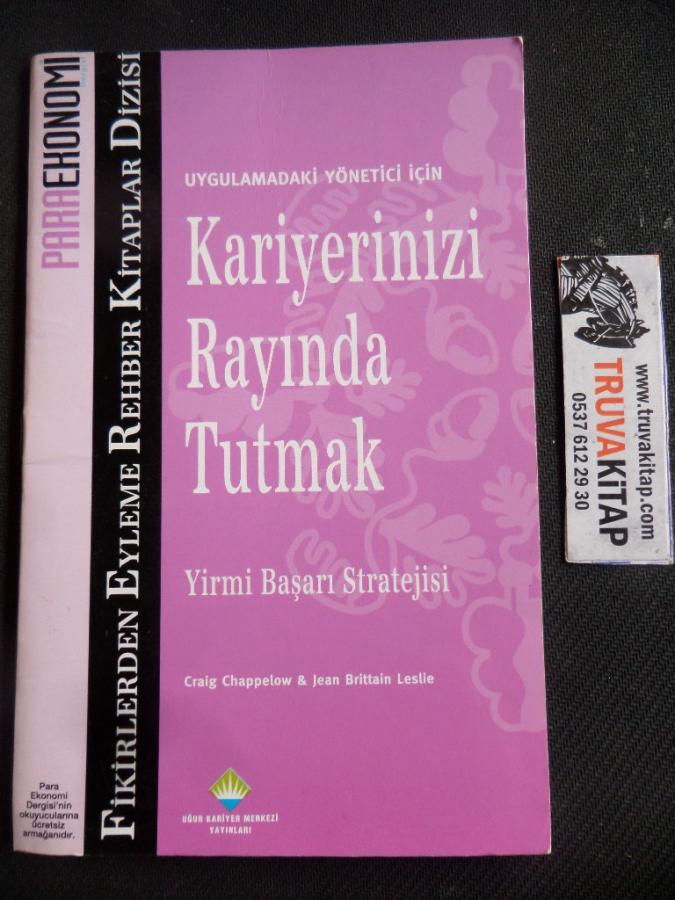 PARAEKONOMİ
FİKİRLERDEN EYLEME REHBER KİTAPLAR DİZİSİ
UYGULAMADAKİ YÖNETİCİ İÇİN
Kariyerinizi
Rayında
Tutmak
Yirmi Başarı Stratejisi
Craig Chappelow & Jean Brittain Leslie
UĞUR KARİYER MERKEZİ
YAYINLARI
Para
Ekonomi
Dergisi'nin
okuyucularına
ücretsiz
armağanıdır.
www.truvakitap.com
TRUVAKİTAP
0537 612 29 30